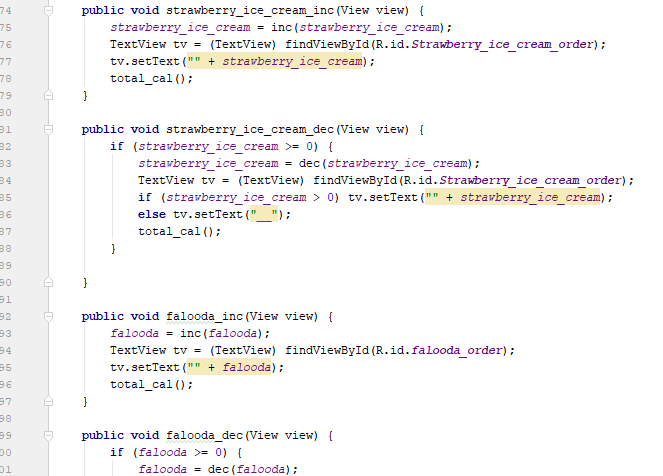 74 public void strawberry_ice_cream_inc(View view) {
75 strawberry_ice_cream = inc(strawberry_ice_cream);
76 TextView tv = (TextView) findViewById(R.id.Strawberry_ice_cream_order);
77 tv.setText("" + strawberry_ice_cream);
78 total_cal();
79 }
80
81 public void strawberry_ice_cream_dec(View view) {
82 if (strawberry_ice_cream >= 0) {
83 strawberry_ice_cream = dec(strawberry_ice_cream);
84 TextView tv = (TextView) findViewById(R.id.Strawberry_ice_cream_order);
85 if (strawberry_ice_cream > 0) tv.setText("" + strawberry_ice_cream);
86 else tv.setText("__");
87 total_cal();
88 }
89
90 }
91
92 public void falooda_inc(View view) {
93 falooda = inc(falooda);
94 TextView tv = (TextView) findViewById(R.id.falooda_order);
95 tv.setText("" + falooda);
96 total_cal();
97 }
98
99 public void falooda_dec(View view) {
00 if (falooda >= 0) {
01 falooda = dec(falooda);